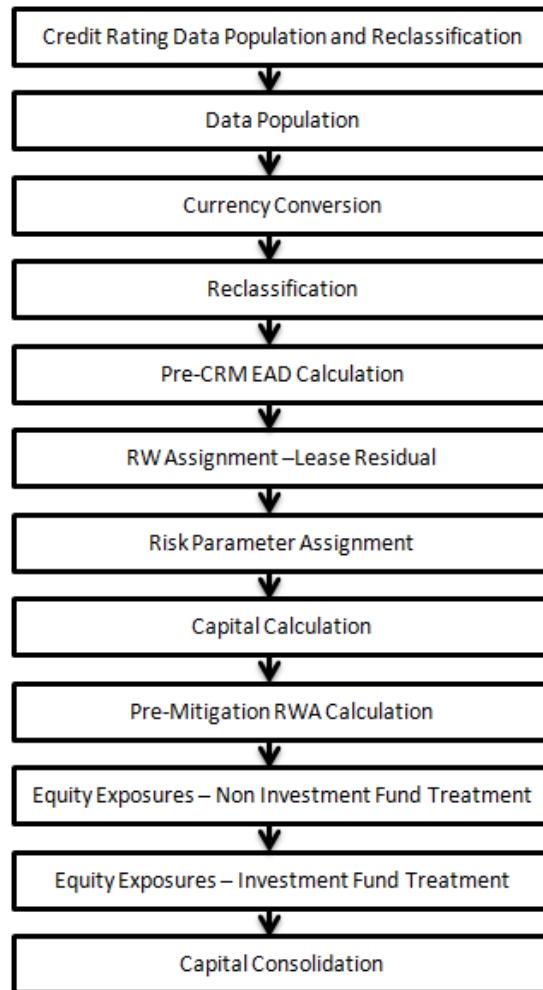 Credit Rating Data Population and Reclassification
Data Population
Currency Conversion
Reclassification
Pre-CRM EAD Calculation
RW Assignment –Lease Residual
Risk Parameter Assignment
Capital Calculation
Pre-Mitigation RWA Calculation
Equity Exposures – Non Investment Fund Treatment
Equity Exposures – Investment Fund Treatment
Capital Consolidation